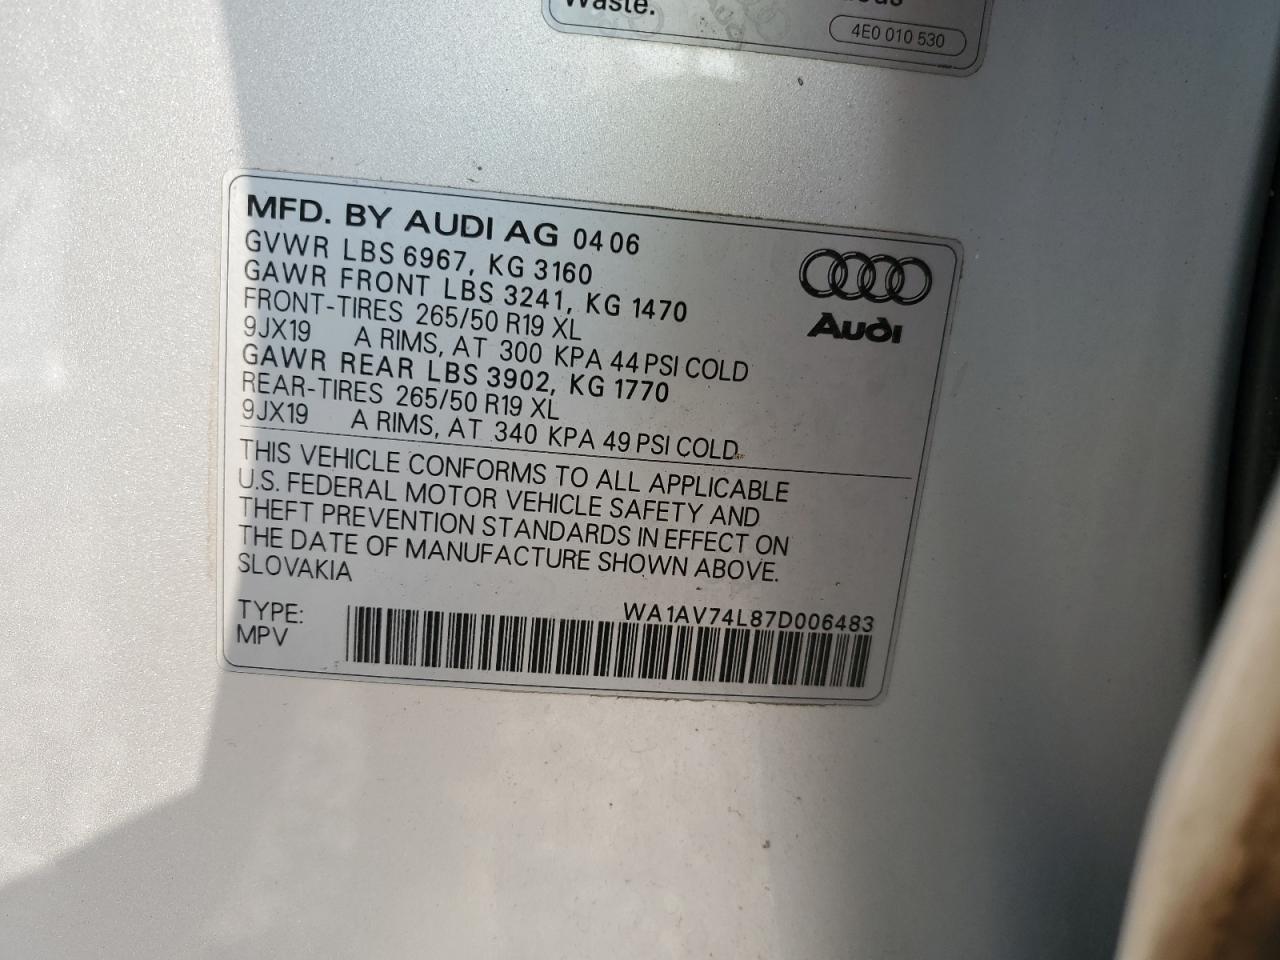 Waste.
4E0 010 530
MFD. BY AUDI AG 04 06
GVWR LBS 6967, KG 3160
GAWR FRONT LBS 3241, KG 1470
FRONT-TIRES 265/50 R19 XL
9JX19 A RIMS, AT 300 KPA 44 PSI COLD
GAWR REAR LBS 3902, KG 1770
REAR-TIRES 265/50 R19 XL
9JX19 A RIMS, AT 340 KPA 49 PSI COLD
Audi
THIS VEHICLE CONFORMS TO ALL APPLICABLE
U.S. FEDERAL MOTOR VEHICLE SAFETY AND
THEFT PREVENTION STANDARDS IN EFFECT ON
THE DATE OF MANUFACTURE SHOWN ABOVE.
SLOVAKIA
WA1AV74L87D006483
TYPE:
MPV